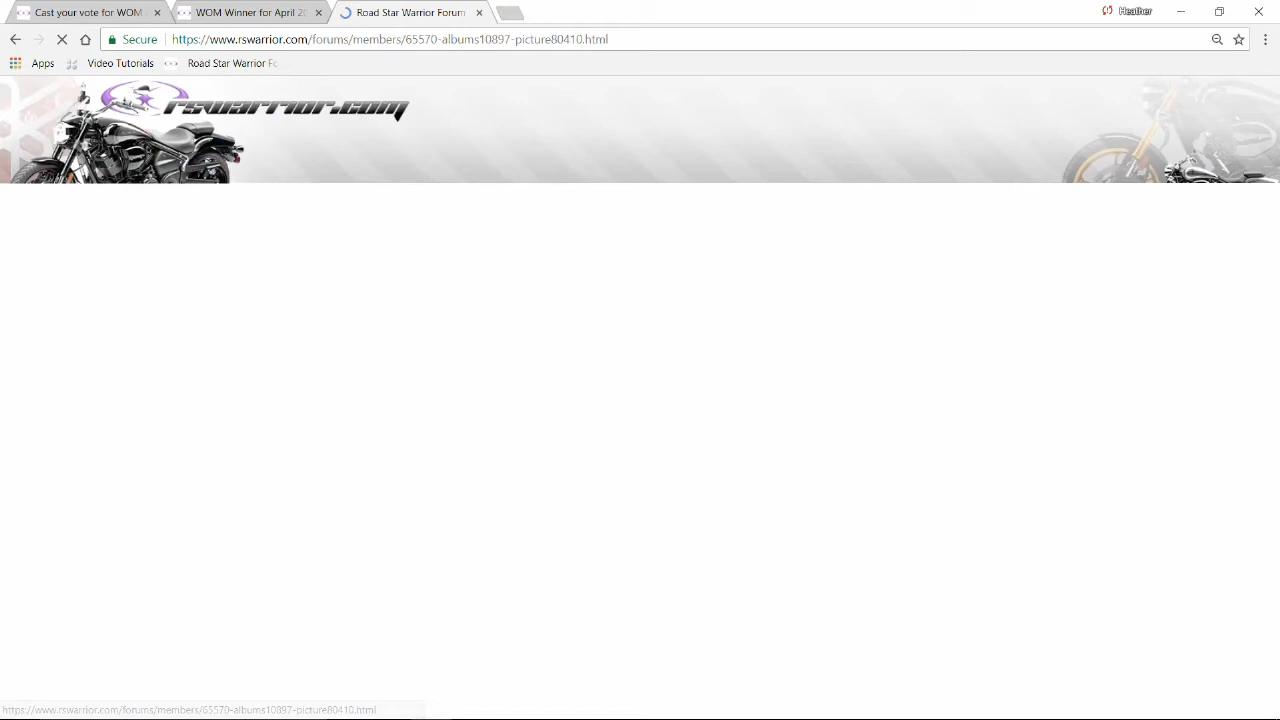 Cast your vote for WOM
WOM Winner for April 20
Road Star Warrior Forum
Heather
Secure
https://www.rswarrior.com/forums/members/65570-albums10897-picture80410.html
Apps
Video Tutorials
Road Star Warrior Fo
rswarrior.com
https://www.rswarrior.com/forums/members/65570-albums10897-picture80410.html